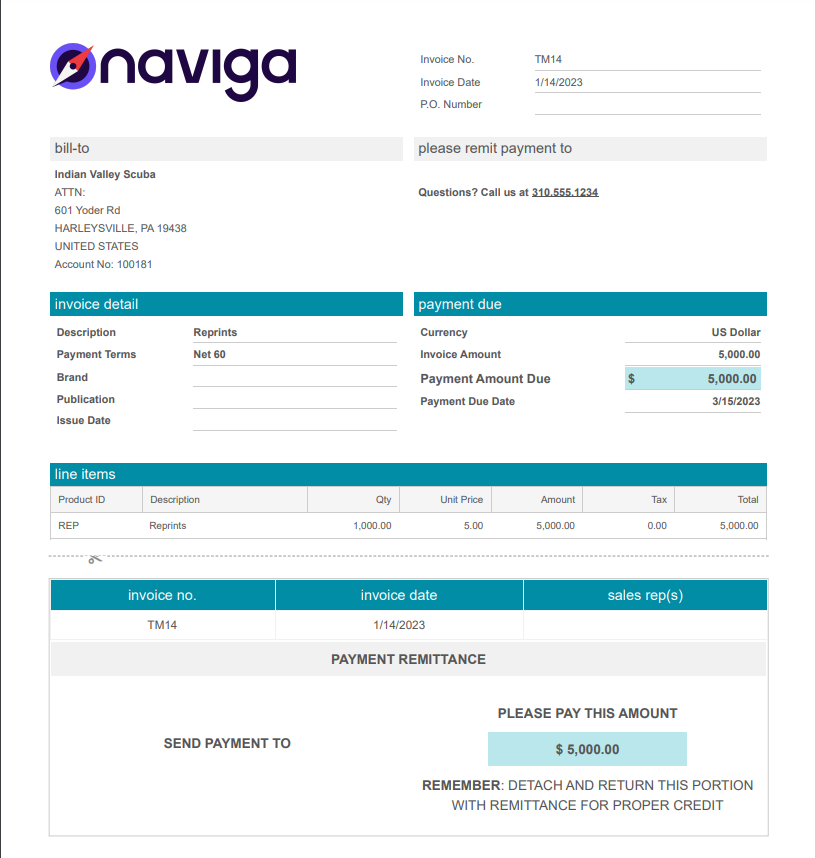 naviga
Invoice No. TM14
Invoice Date 1/14/2023
P.O. Number
bill-to
Indian Valley Scuba
ATTN:
601 Yoder Rd
HARLEYSVILLE, PA 19438
UNITED STATES
Account No: 100181
please remit payment to
Questions? Call us at 310.555.1234
invoice detail
Description Reprints
Payment Terms Net 60
Brand
Publication
Issue Date
payment due
Currency US Dollar
Invoice Amount 5,000.00
Payment Amount Due $ 5,000.00
Payment Due Date 3/15/2023
line items
Product ID Description Qty Unit Price Amount Tax Total
REP Reprints 1,000.00 5.00 5,000.00 0.00 5,000.00
invoice no. invoice date sales rep(s)
TM14 1/14/2023
PAYMENT REMITTANCE
SEND PAYMENT TO
PLEASE PAY THIS AMOUNT
$ 5,000.00
REMEMBER: DETACH AND RETURN THIS PORTION
WITH REMITTANCE FOR PROPER CREDIT